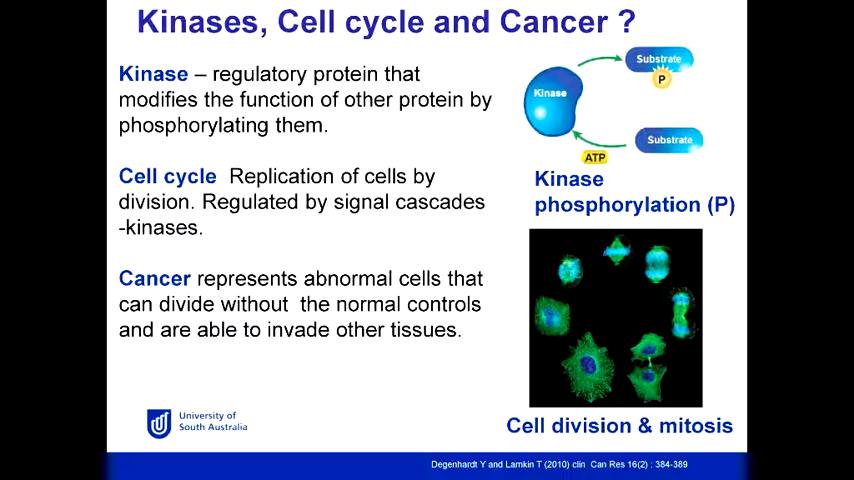 Kinases, Cell cycle and Cancer ?
Kinase – regulatory protein that
modifies the function of other protein by
phosphorylating them.
Cell cycle Replication of cells by
division. Regulated by signal cascades
-kinases.
Cancer represents abnormal cells that
can divide without the normal controls
and are able to invade other tissues.
Substrate
P
Kinase
Substrate
ATP
Kinase
phosphorylation (P)
Cell division & mitosis
University of
South Australia
Degenhardt Y and Lamkin T (2010) clin Can Res 16(2) : 384-389